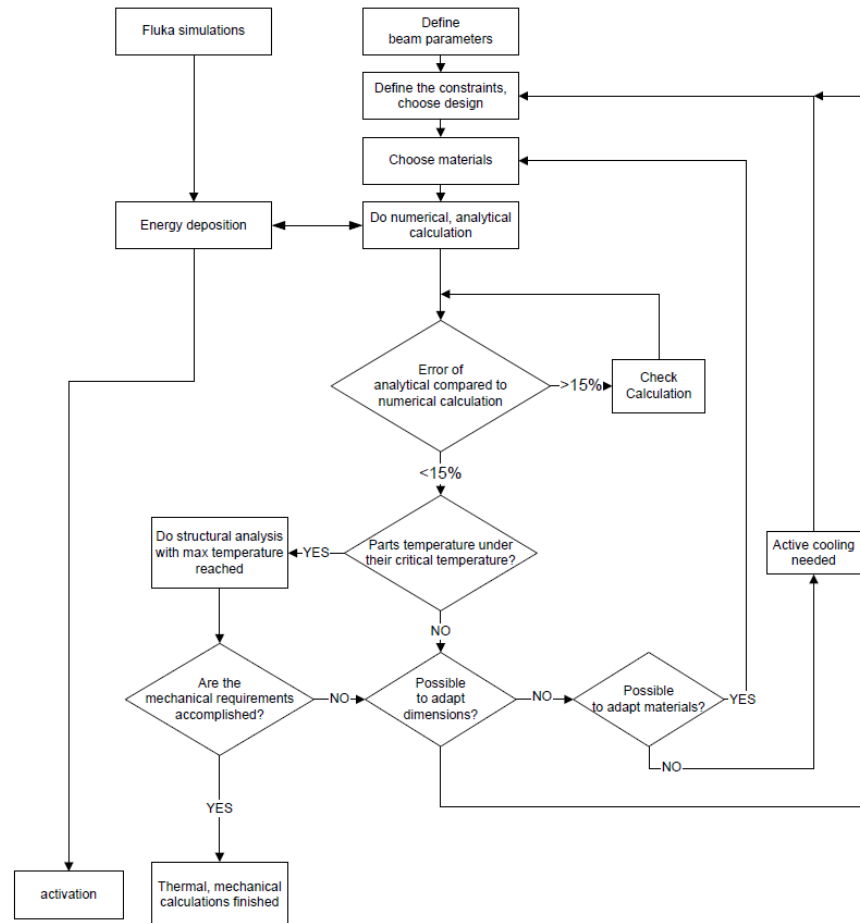 Fluka simulations
Define
beam parameters
Define the constraints,
choose design
Choose materials
Energy deposition
Do numerical, analytical
calculation
Error of
analytical compared to
numerical calculation
>15%
Check
Calculation
<15%
Do structural analysis
with max temperature
reached
YES
Parts temperature under
their critical temperature?
Active cooling
needed
NO
Are the
mechanical requirements
accomplished?
NO
Possible
to adapt
dimensions?
NO
Possible
to adapt materials?
YES
NO
YES
activation
Thermal, mechanical
calculations finished